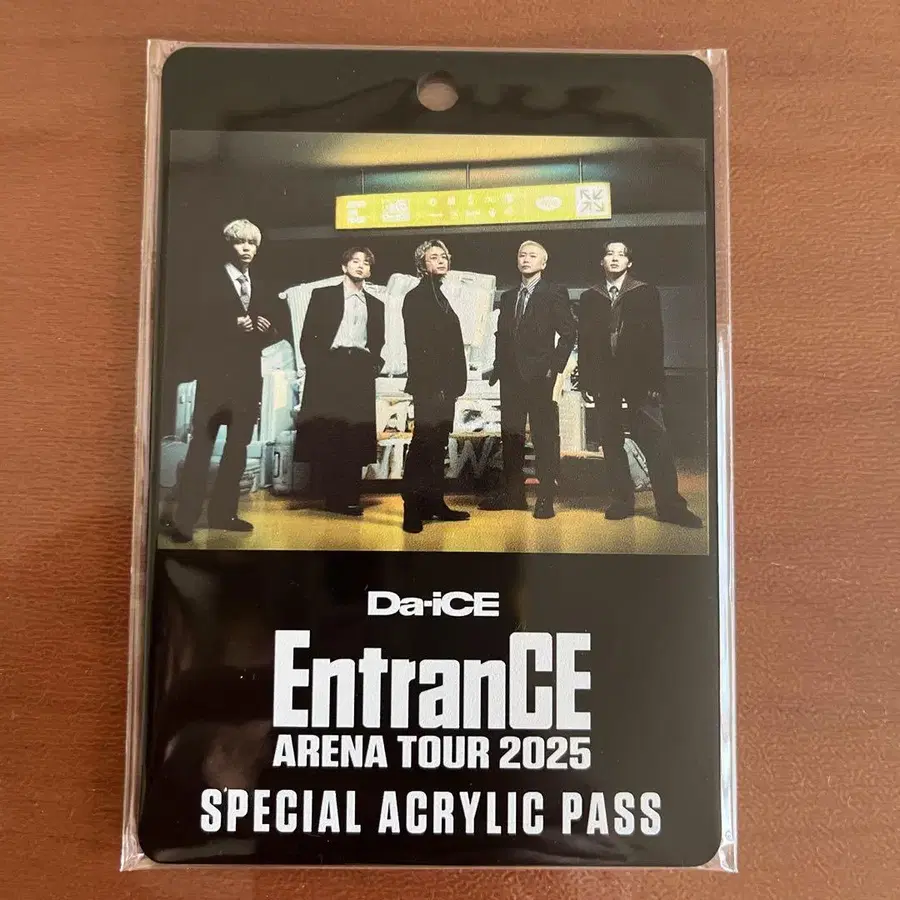 Da-iCE
EntranCE
ARENA TOUR 2025
SPECIAL ACRYLIC PASS